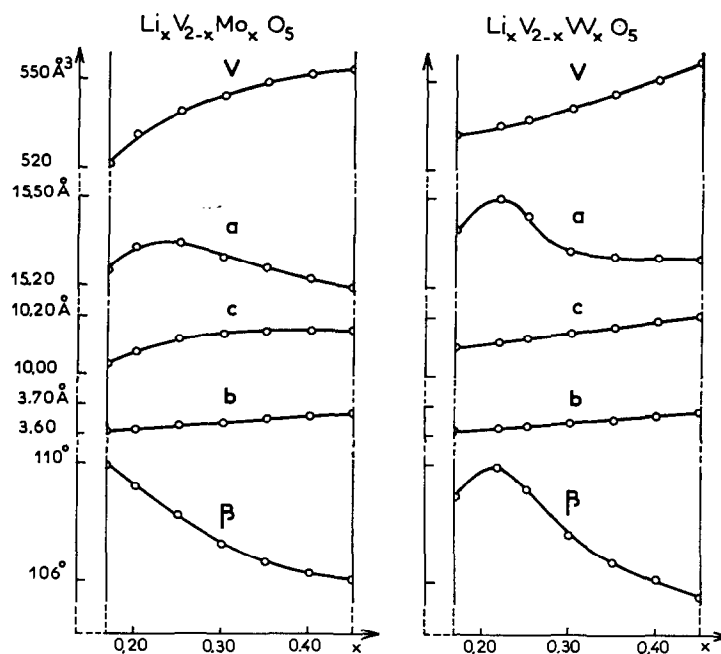 LiₓV₂₋ₓMoₓO₅
LiₓV₂₋ₓWₓO₅
550 Å³
520
15,50 Å
15,20
10,20 Å
10,00
3,70 Å
3,60
110°
106°
V
a
c
b
β
0,20
0,30
0,40
x
V
a
c
b
β
0,20
0,30
0,40
x